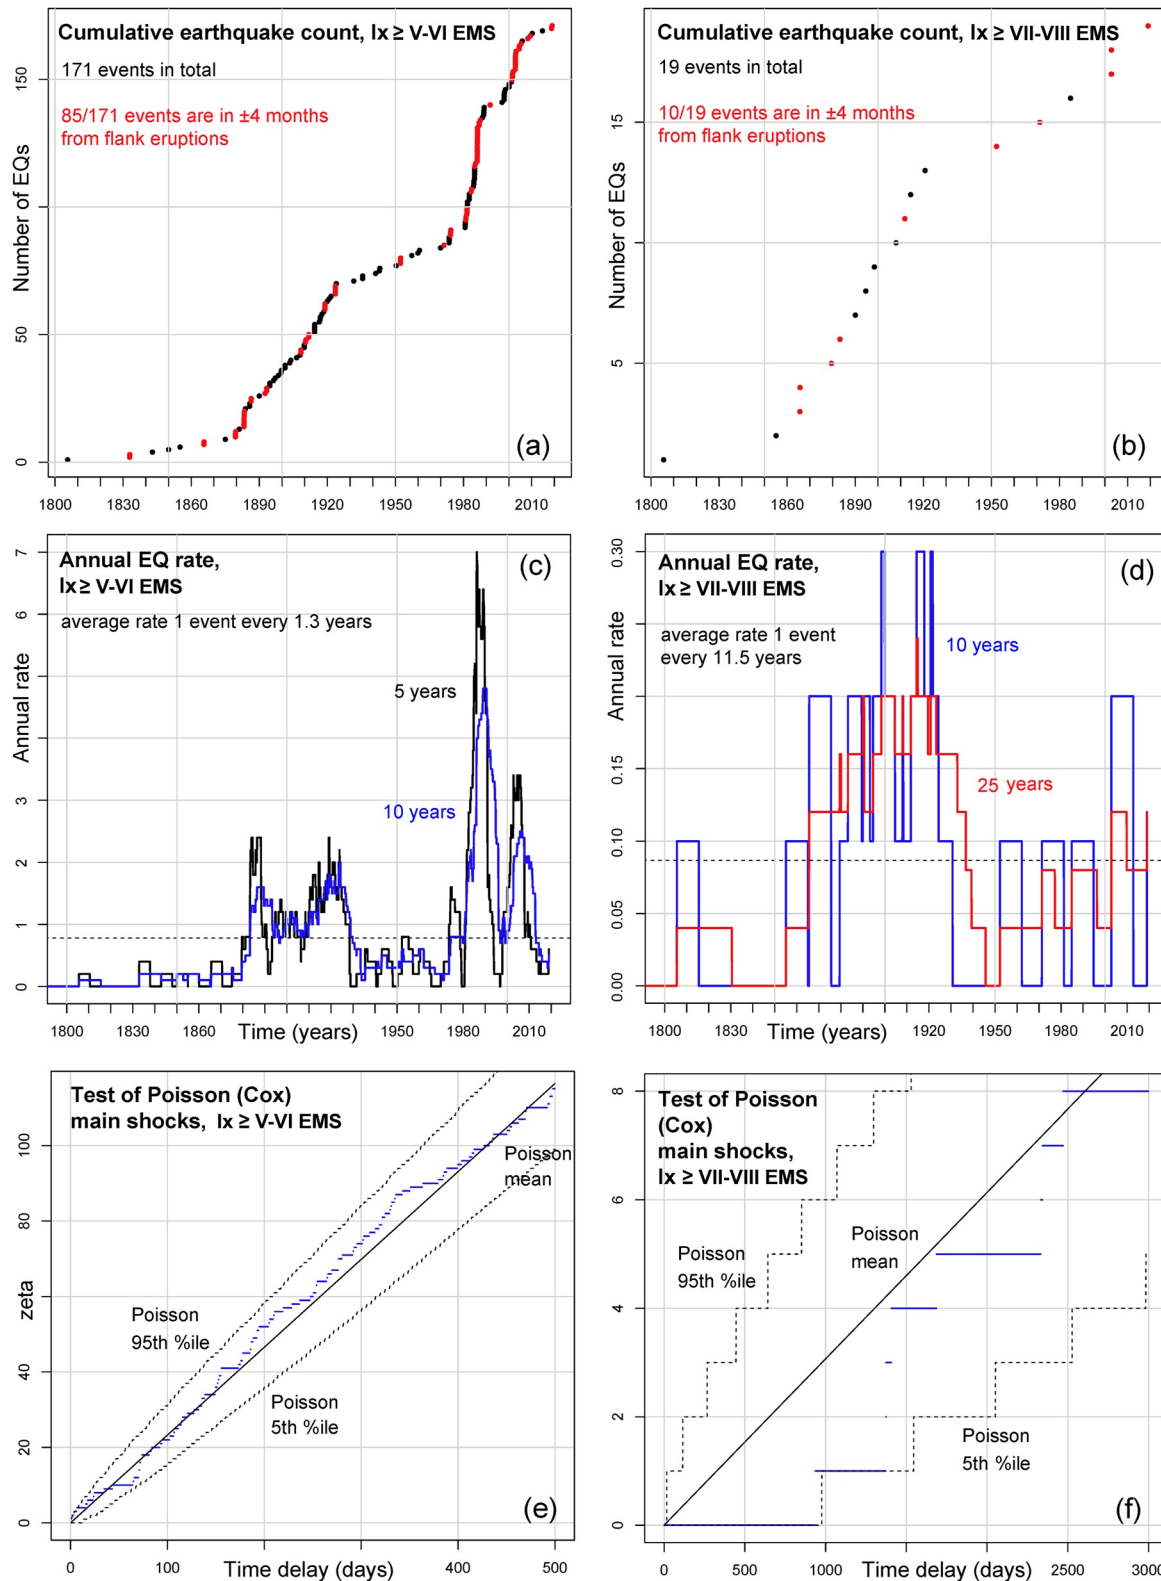 Cumulative earthquake count, Ix ≥ V-VI EMS
171 events in total
85/171 events are in ±4 months
from flank eruptions
Number of EQs
150
50
0
(a)
1800 1830 1860 1890 1920 1950 1980 2010
Cumulative earthquake count, Ix ≥ VII-VIII EMS
19 events in total
10/19 events are in ±4 months
from flank eruptions
Number of EQs
15
5
(b)
1800 1830 1860 1890 1920 1950 1980 2010
Annual EQ rate,
Ix ≥ V-VI EMS
(c)
average rate 1 event every 1.3 years
5 years
10 years
Annual rate
7
6
3
2
1
0
1800 1830 1860 1950 1980 2010
Time (years)
Annual EQ rate,
Ix ≥ VII-VIII EMS
(d)
average rate 1 event
every 11.5 years
10 years
25 years
Annual rate
0.30
0.15
0.10
0.05
0.00
1800 1830 1920 1950 1980 2010
Time (years)
Test of Poisson (Cox)
main shocks, Ix ≥ V-VI EMS
Poisson
mean
Poisson
95th %ile
Poisson
5th %ile
zeta
100
80
40
20
0
(e)
0 100 400 500
Time delay (days)
Test of Poisson
(Cox)
main shocks,
Ix ≥ VII-VIII EMS
Poisson
mean
Poisson
95th %ile
Poisson
5th %ile
8
6
4
2
0
(f)
0 1000 2500 3000
Time delay (days)